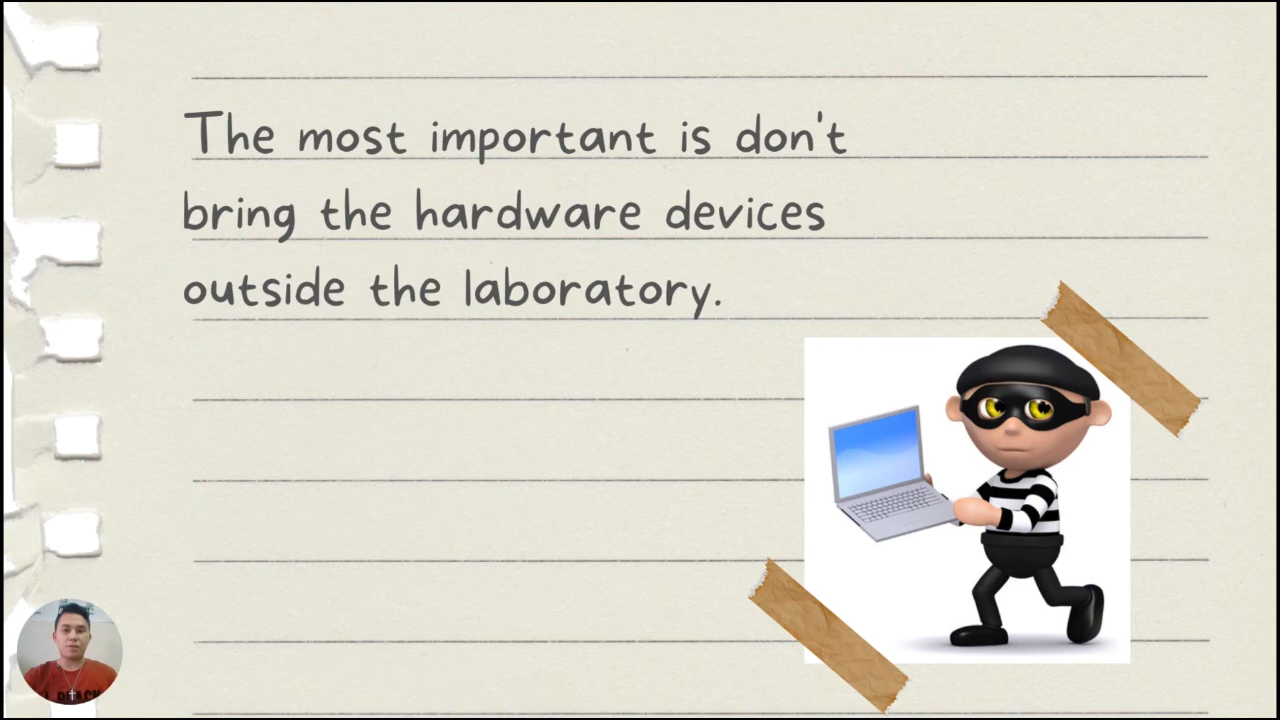 The most important is don't
bring the hardware devices
outside the laboratory.